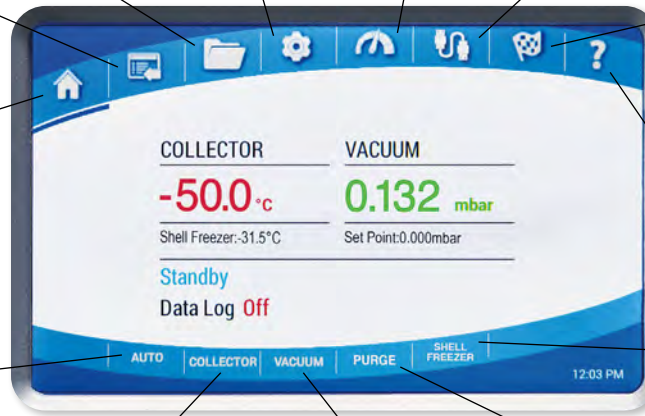 ?
COLLECTOR VACUUM
-50.0 °C 0.132 mbar
Shell Freezer:-31.5°C Set Point:0.000mbar
Standby
Data Log Off
AUTO COLLECTOR VACUUM PURGE SHELL FREEZER
12:03 PM